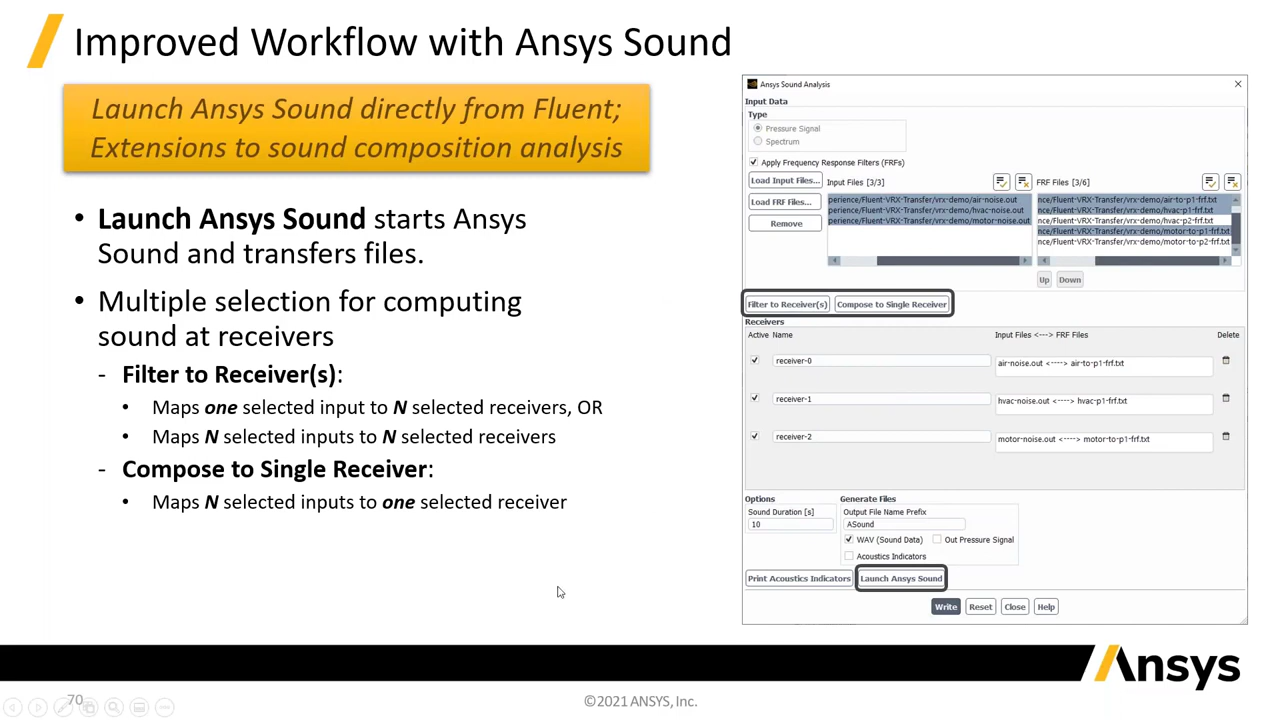 Improved Workflow with Ansys Sound
Launch Ansys Sound directly from Fluent;
Extensions to sound composition analysis
• Launch Ansys Sound starts Ansys
Sound and transfers files.
• Multiple selection for computing
sound at receivers
- Filter to Receiver(s):
• Maps one selected input to N selected receivers, OR
• Maps N selected inputs to N selected receivers
- Compose to Single Receiver:
• Maps N selected inputs to one selected receiver
Ansys Sound Analysis
Input Data
Type
Pressure Signal
Spectrum
Apply Frequency Response Filters (FRFs)
Load Input Files...
Input Files [3/3]
FRF Files [3/6]
Load FRF Files...
Remove
perience/Fluent-VRX-Transfer/vrx-demo/air-noise.out
perience/Fluent-VRX-Transfer/vrx-demo/hvac-noise.out
perience/Fluent-VRX-Transfer/vrx-demo/motor-noise.out
nce/Fluent-VRX-Transfer/vrx-demo/air-to-p1-frf.txt
nce/Fluent-VRX-Transfer/vrx-demo/hvac-p1-frf.txt
nce/Fluent-VRX-Transfer/vrx-demo/hvac-p2-frf.txt
nce/Fluent-VRX-Transfer/vrx-demo/motor-to-p1-frf.txt
nce/Fluent-VRX-Transfer/vrx-demo/motor-to-p2-frf.txt
Up Down
Filter to Receiver(s) Compose to Single Receiver
Receivers
Active Name Input Files <---> FRF Files Delete
receiver-0 air-noise.out <----> air-to-p1-frf.txt
receiver-1 hvac-noise.out <----> hvac-p1-frf.txt
receiver-2 motor-noise.out <----> motor-to-p1-frf.txt
Options
Sound Duration [s]
10
Generate Files
Output File Name Prefix
ASound
WAV (Sound Data) Out Pressure Signal
Acoustics Indicators
Print Acoustics Indicators Launch Ansys Sound
Write Reset Close Help
Ansys
70
©2021 ANSYS, Inc.